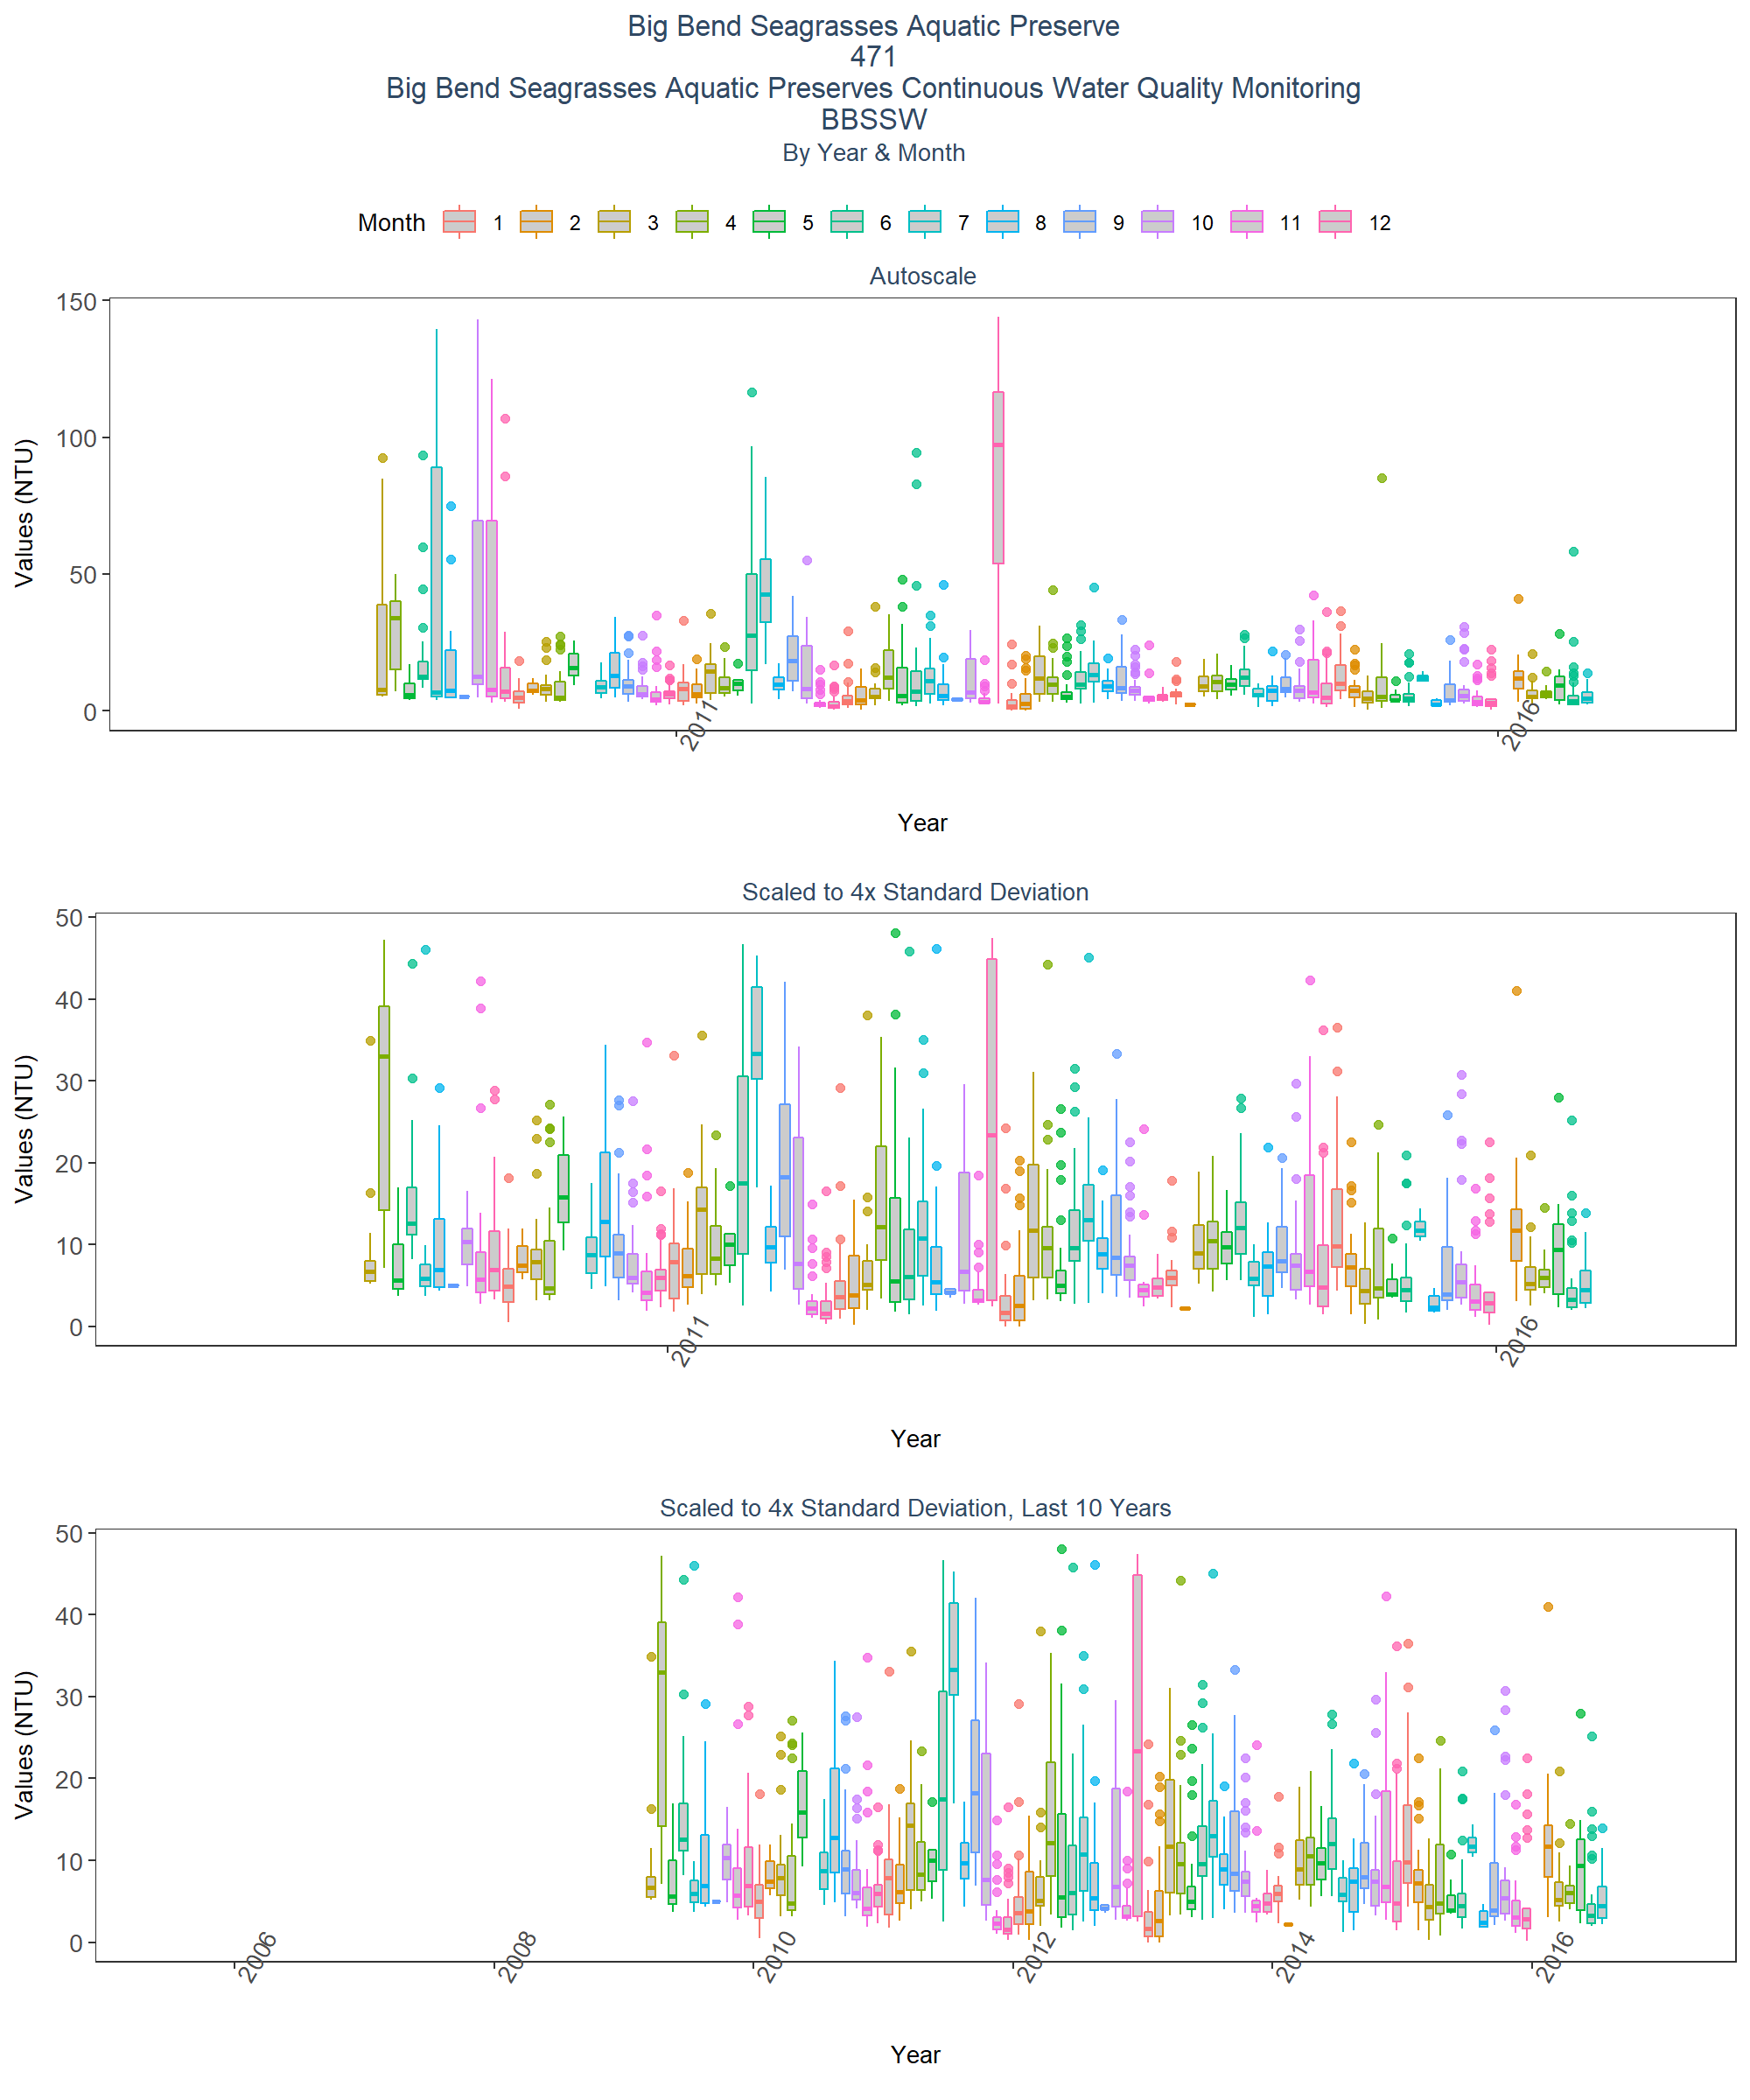 Big Bend Seagrasses Aquatic Preserve
471
Big Bend Seagrasses Aquatic Preserves Continuous Water Quality Monitoring
BBSSW
By Year & Month
Month 1 2 3 4 5 6 7 8 9 10 11 12
Autoscale
Values (NTU)
150
100
50
0
2011 2016
Year
Scaled to 4x Standard Deviation
Values (NTU)
50
40
30
20
10
0
2011 2016
Year
Scaled to 4x Standard Deviation, Last 10 Years
Values (NTU)
50
40
30
20
10
0
2006 2008 2010 2012 2014 2016
Year